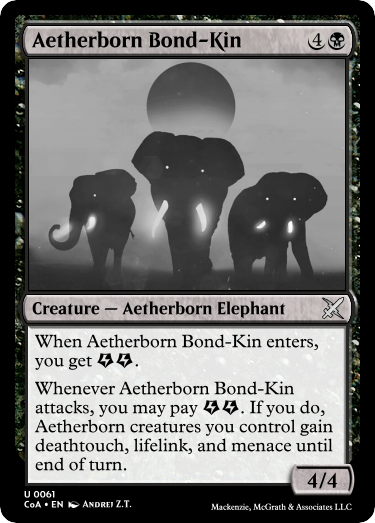 Aetherborn Bond-Kin 4
Creature — Aetherborn Elephant
When Aetherborn Bond-Kin enters,
you get.
Whenever Aetherborn Bond-Kin
attacks, you may pay. If you do,
Aetherborn creatures you control gain
deathtouch, lifelink, and menace until
end of turn.
4/4
U 0061
CoA • EN Andrej Z.T.
Mackenzie, McGrath & Associates LLC